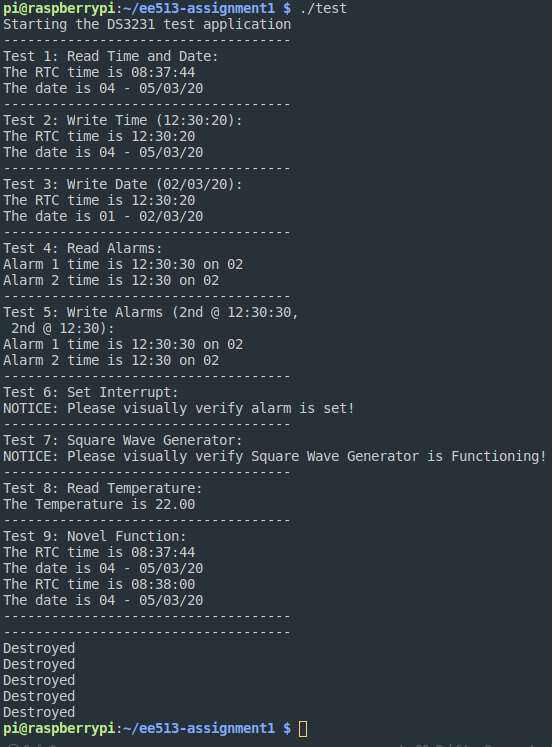 pi@raspberrypi:~/ee513-assignment1 $ ./test
Starting the DS3231 test application
------------------------------------
Test 1: Read Time and Date:
The RTC time is 08:37:44
The date is 04 - 05/03/20
------------------------------------
Test 2: Write Time (12:30:20):
The RTC time is 12:30:20
The date is 04 - 05/03/20
------------------------------------
Test 3: Write Date (02/03/20):
The RTC time is 12:30:20
The date is 01 - 02/03/20
------------------------------------
Test 4: Read Alarms:
Alarm 1 time is 12:30:30 on 02
Alarm 2 time is 12:30 on 02
------------------------------------
Test 5: Write Alarms (2nd @ 12:30:30,
 2nd @ 12:30):
Alarm 1 time is 12:30:30 on 02
Alarm 2 time is 12:30 on 02
------------------------------------
Test 6: Set Interrupt:
NOTICE: Please visually verify alarm is set!
------------------------------------
Test 7: Square Wave Generator:
NOTICE: Please visually verify Square Wave Generator is Functioning!
------------------------------------
Test 8: Read Temperature:
The Temperature is 22.00
------------------------------------
Test 9: Novel Function:
The RTC time is 08:37:44
The date is 04 - 05/03/20
The RTC time is 08:38:00
The date is 04 - 05/03/20
------------------------------------
------------------------------------
Destroyed
Destroyed
Destroyed
Destroyed
Destroyed
pi@raspberrypi:~/ee513-assignment1 $